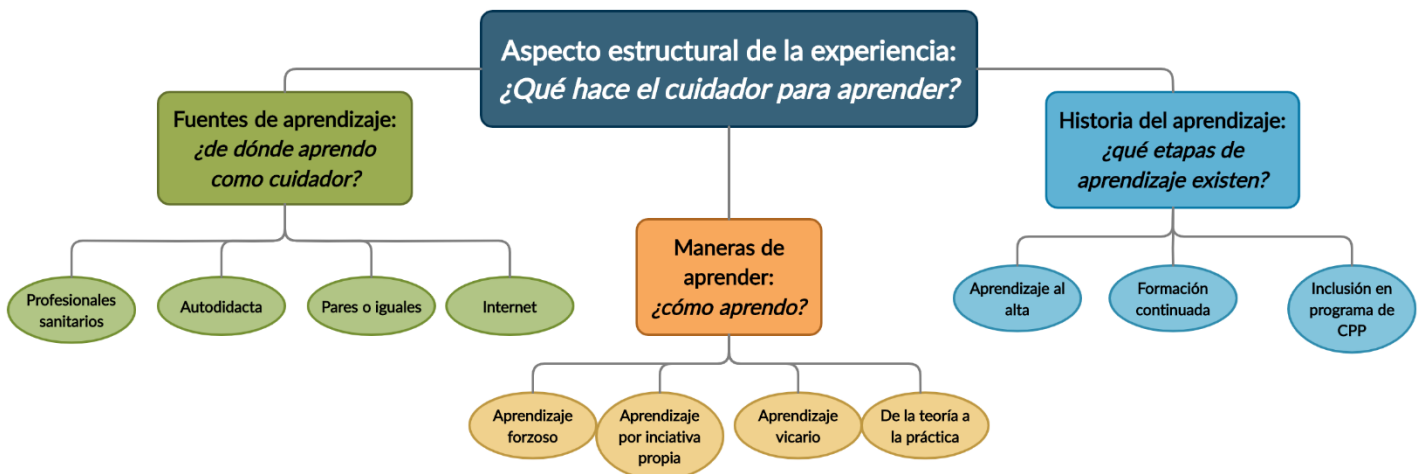 Aspecto estructural de la experiencia:
¿Qué hace el cuidador para aprender?
Fuentes de aprendizaje:
¿de dónde aprendo
como cuidador?
Profesionales
sanitarios
Autodidacta
Pares o iguales
Internet
Maneras de
aprender:
¿cómo aprendo?
Aprendizaje
forzoso
Aprendizaje
por inciativa
propia
Aprendizaje
vicario
De la teoría a
la práctica
Historia del aprendizaje:
¿qué etapas de
aprendizaje existen?
Aprendizaje al
alta
Formación
continuada
Inclusión en
programa de
CPP